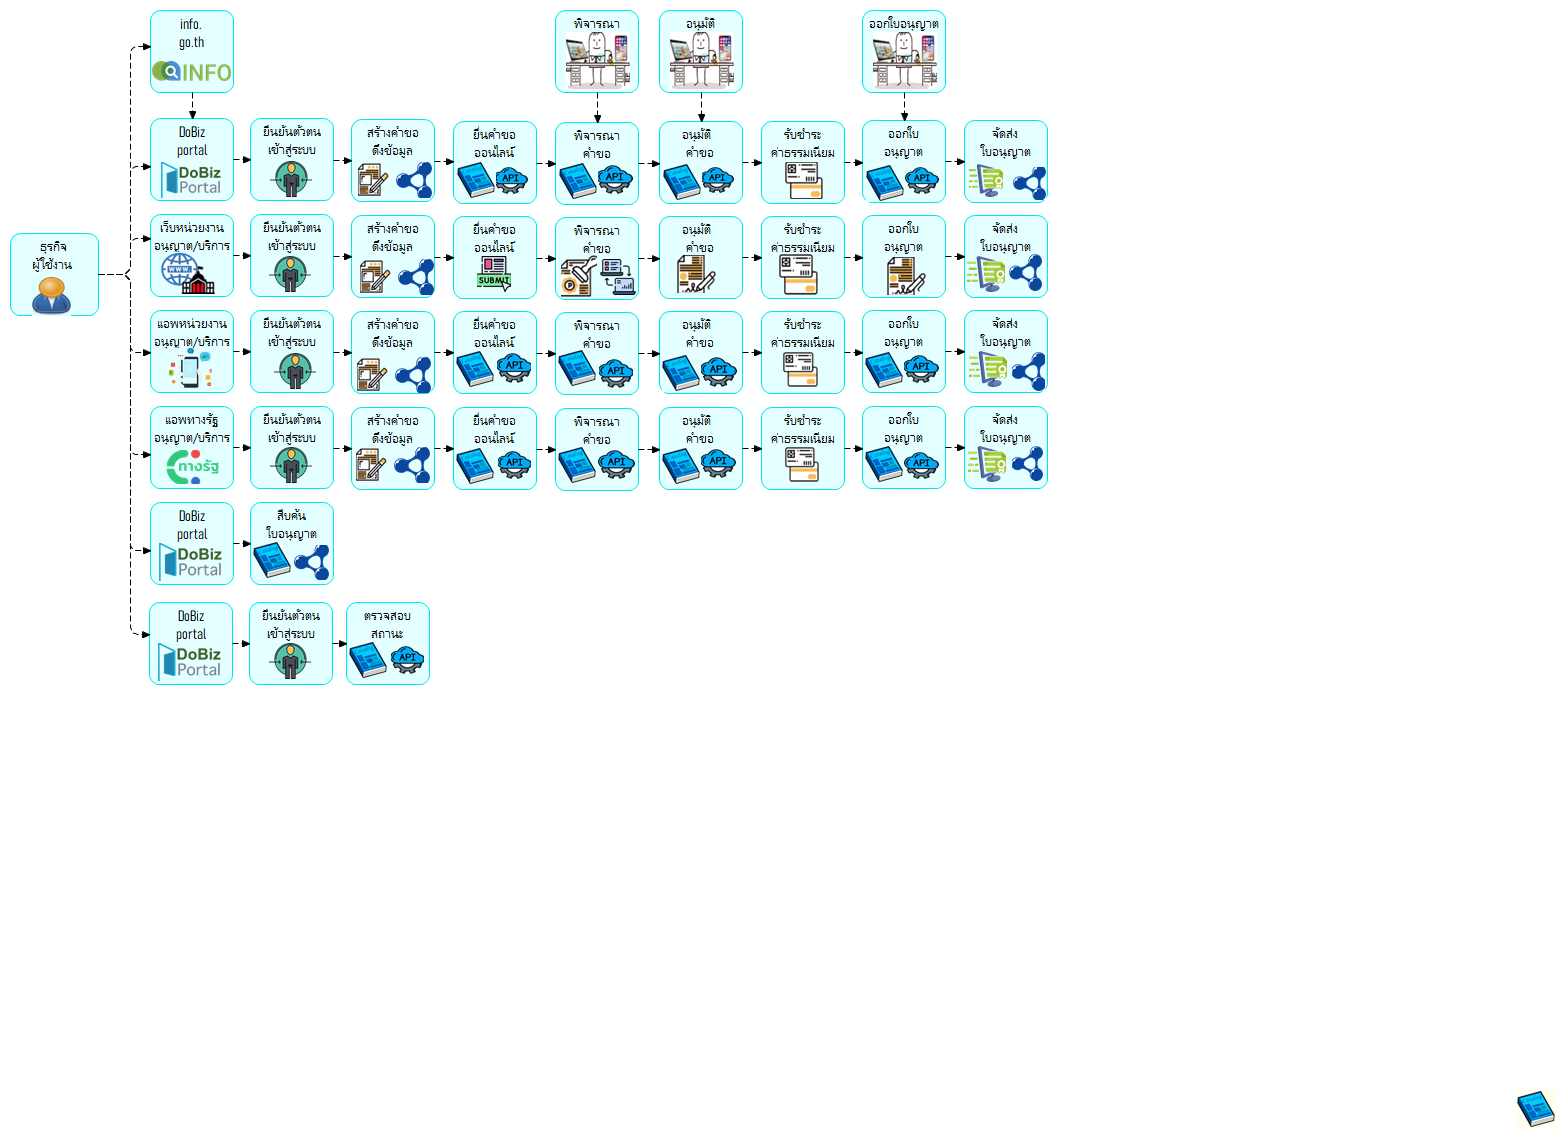 info.
go.th
INFO
พิจารณา
อนุมัติ
ออกใบอนุญาต
DoBiz
portal
DoBiz
Portal
ยืนยันตัวตน
เข้าสู่ระบบ
สร้างคำขอ
ดึงข้อมูล
ยื่นคำขอ
ออนไลน์
Catalog
API
พิจารณา
คำขอ
Catalog
API
อนุมัติ
คำขอ
Catalog
API
รับชำระ
ค่าธรรมเนียม
ออกใบ
อนุญาต
Catalog
API
จัดส่ง
ใบอนุญาต
ธุรกิจ
ผู้ใช้งาน
เว็บหน่วยงาน
อนุญาต/บริการ
WWW.
ยืนยันตัวตน
เข้าสู่ระบบ
สร้างคำขอ
ดึงข้อมูล
ยื่นคำขอ
ออนไลน์
SUBMIT
พิจารณา
คำขอ
P
อนุมัติ
คำขอ
รับชำระ
ค่าธรรมเนียม
ออกใบ
อนุญาต
จัดส่ง
ใบอนุญาต
แอพหน่วยงาน
อนุญาต/บริการ
ยืนยันตัวตน
เข้าสู่ระบบ
สร้างคำขอ
ดึงข้อมูล
ยื่นคำขอ
ออนไลน์
Catalog
API
พิจารณา
คำขอ
Catalog
API
อนุมัติ
คำขอ
Catalog
API
รับชำระ
ค่าธรรมเนียม
ออกใบ
อนุญาต
Catalog
API
จัดส่ง
ใบอนุญาต
แอพทางรัฐ
อนุญาต/บริการ
ทางรัฐ
ยืนยันตัวตน
เข้าสู่ระบบ
สร้างคำขอ
ดึงข้อมูล
ยื่นคำขอ
ออนไลน์
Catalog
API
พิจารณา
คำขอ
Catalog
API
อนุมัติ
คำขอ
Catalog
API
รับชำระ
ค่าธรรมเนียม
ออกใบ
อนุญาต
Catalog
API
จัดส่ง
ใบอนุญาต
DoBiz
portal
DoBiz
Portal
สืบค้น
ใบอนุญาต
Catalog
DoBiz
portal
DoBiz
Portal
ยืนยันตัวตน
เข้าสู่ระบบ
ตรวจสอบ
สถานะ
Catalog
API
Catalog